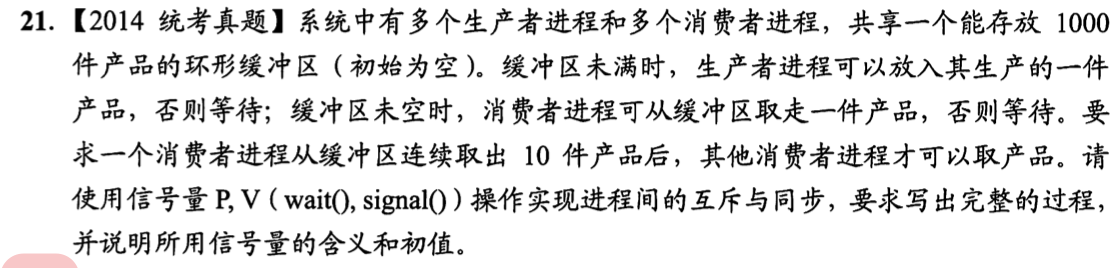 21.【2014 统考真题】系统中有多个生产者进程和多个消费者进程，共享一个能存放 1000
件产品的环形缓冲区（初始为空）。缓冲区未满时，生产者进程可以放入其生产的一件
产品，否则等待；缓冲区未空时，消费者进程可从缓冲区取走一件产品，否则等待。要
求一个消费者进程从缓冲区连续取出 10 件产品后，其他消费者进程才可以取产品。请
使用信号量 P, V（wait(), signal()）操作实现进程间的互斥与同步，要求写出完整的过程，
并说明所用信号量的含义和初值。